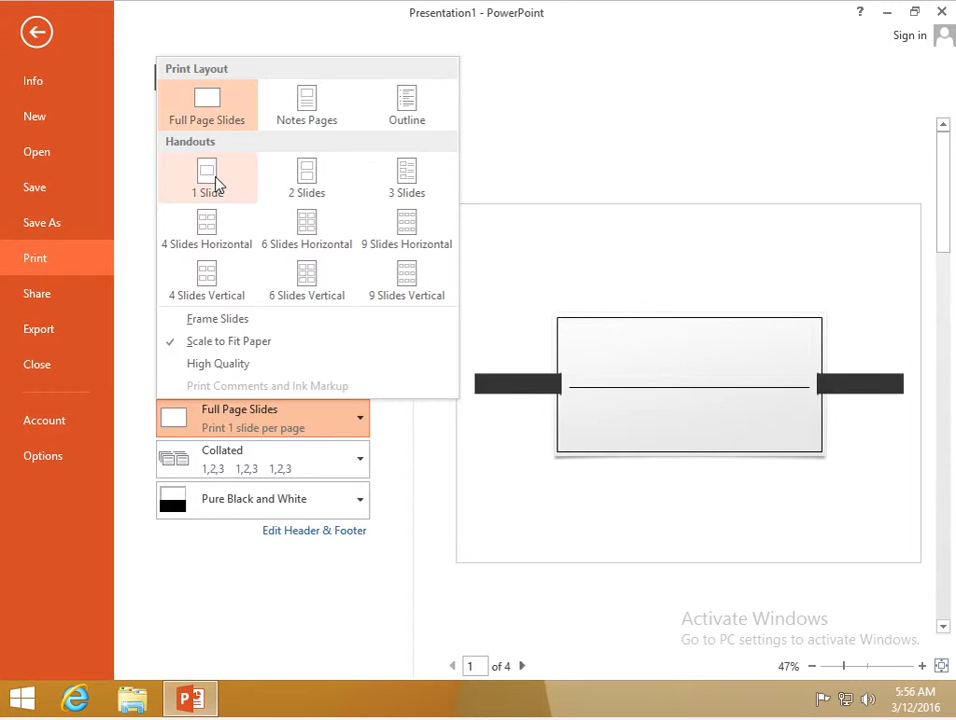 Presentation1 - PowerPoint
?
Sign in
Info
New
Open
Save
Save As
Print
Share
Export
Close
Account
Options
Print Layout
Full Page Slides
Notes Pages
Outline
Handouts
1 Slide
2 Slides
3 Slides
4 Slides Horizontal
6 Slides Horizontal
9 Slides Horizontal
4 Slides Vertical
6 Slides Vertical
9 Slides Vertical
Frame Slides
Scale to Fit Paper
High Quality
Print Comments and Ink Markup
Full Page Slides
Print 1 slide per page
Collated
1,2,3 1,2,3 1,2,3
Pure Black and White
Edit Header & Footer
Activate Windows
Go to PC settings to activate Windows.
1 of 4
47%
5:56 AM
3/12/2016